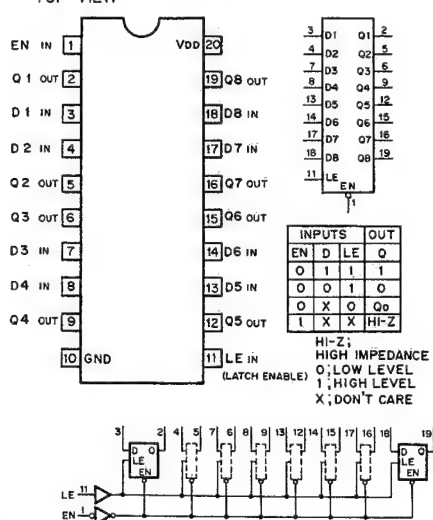 TOP VIEW
EN IN 1
Q1 OUT 2
D1 IN 3
D2 IN 4
Q2 OUT 5
Q3 OUT 6
D3 IN 7
D4 IN 8
Q4 OUT 9
10 GND
VDD 20
19 Q8 OUT
18 D8 IN
17 D7 IN
16 Q7 OUT
15 Q6 OUT
14 D6 IN
13 D5 IN
12 Q5 OUT
11 LE IN
(LATCH ENABLE)
3 D1 Q1 2
4 D2 Q2 5
7 D3 Q3 6
8 D4 Q4 9
13 D5 Q5 12
14 D6 Q6 15
17 D7 Q7 16
18 D8 Q8 19
11 LE
EN
1
INPUTS OUT
EN D LE Q
0 1 1 1
0 0 1 0
0 X 0 Qo
1 X X HI-Z
HI-Z;
HIGH IMPEDANCE
0; LOW LEVEL
1; HIGH LEVEL
X; DON'T CARE
3 2 4 5 7 6 8 9 13 12 14 15 17 16 18 19
D Q
LE
EN
D Q
LE
EN
LE 11
EN 1